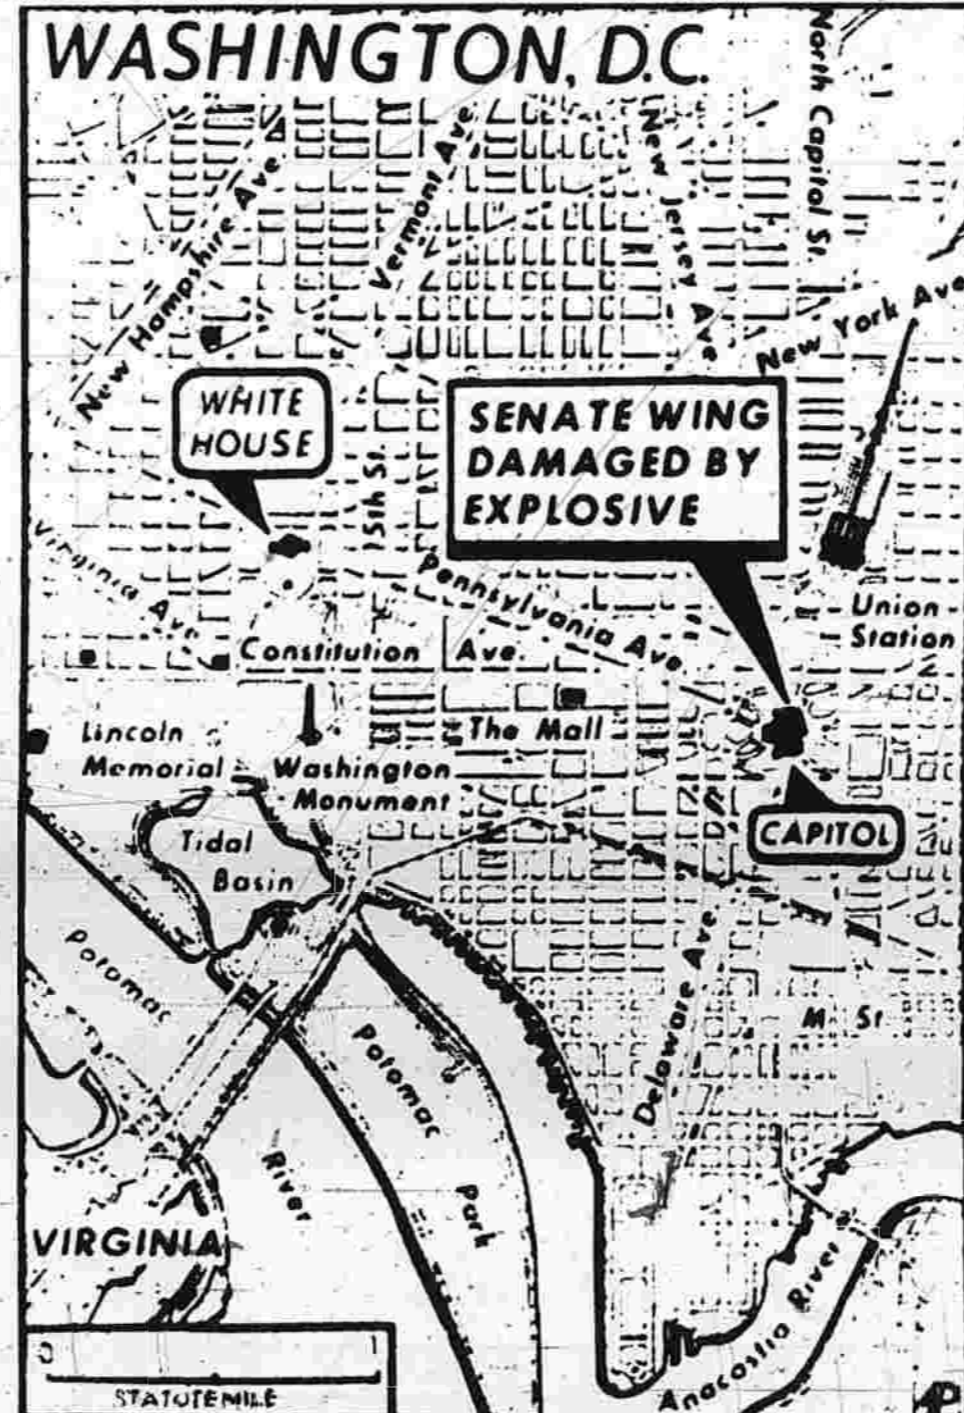 WASHINGTON, D.C.
North Capitol St.
New Hampshire Ave
Vermont Ave
New Jersey Ave
New York Ave
WHITE
HOUSE
SENATE WING
DAMAGED BY
EXPLOSIVE
15th St.
Virginia Ave
Pennsylvania Ave.
Union
Station
Constitution Ave.
Lincoln
Memorial
The Mall
Washington
Monument
CAPITOL
Tidal
Basin
Potomac
River
Delaware Ave
M St
Potomac
Park
VIRGINIA
Anacostia River
0 1
STATUTE MILE
AP